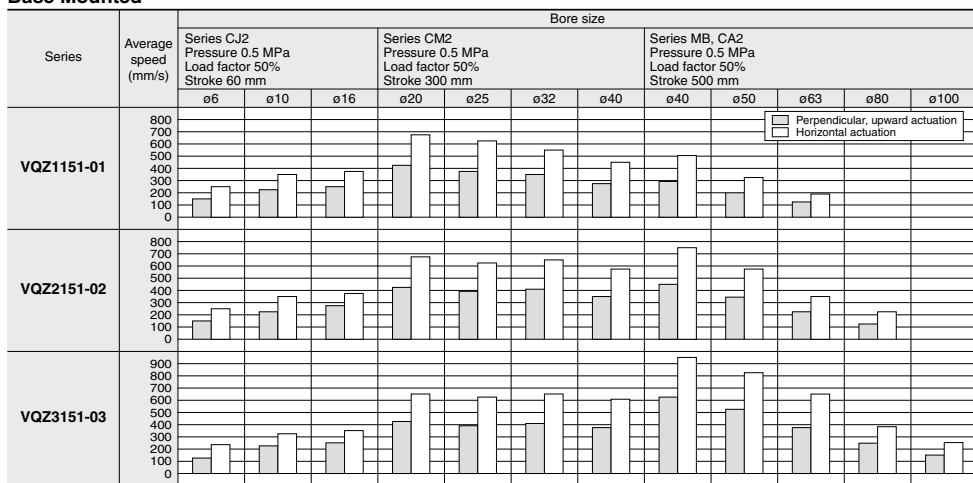 Base Mounted
Series
Average
speed
(mm/s)
Bore size
Series CJ2
Pressure 0.5 MPa
Load factor 50%
Stroke 60 mm
Series CM2
Pressure 0.5 MPa
Load factor 50%
Stroke 300 mm
Series MB, CA2
Pressure 0.5 MPa
Load factor 50%
Stroke 500 mm
ø6 ø10 ø16 ø20 ø25 ø32 ø40 ø40 ø50 ø63 ø80 ø100
Perpendicular, upward actuation
Horizontal actuation
VQZ1151-01
800
700
600
500
400
300
200
100
0
VQZ2151-02
800
700
600
500
400
300
200
100
0
VQZ3151-03
900
800
700
600
500
400
300
200
100
0